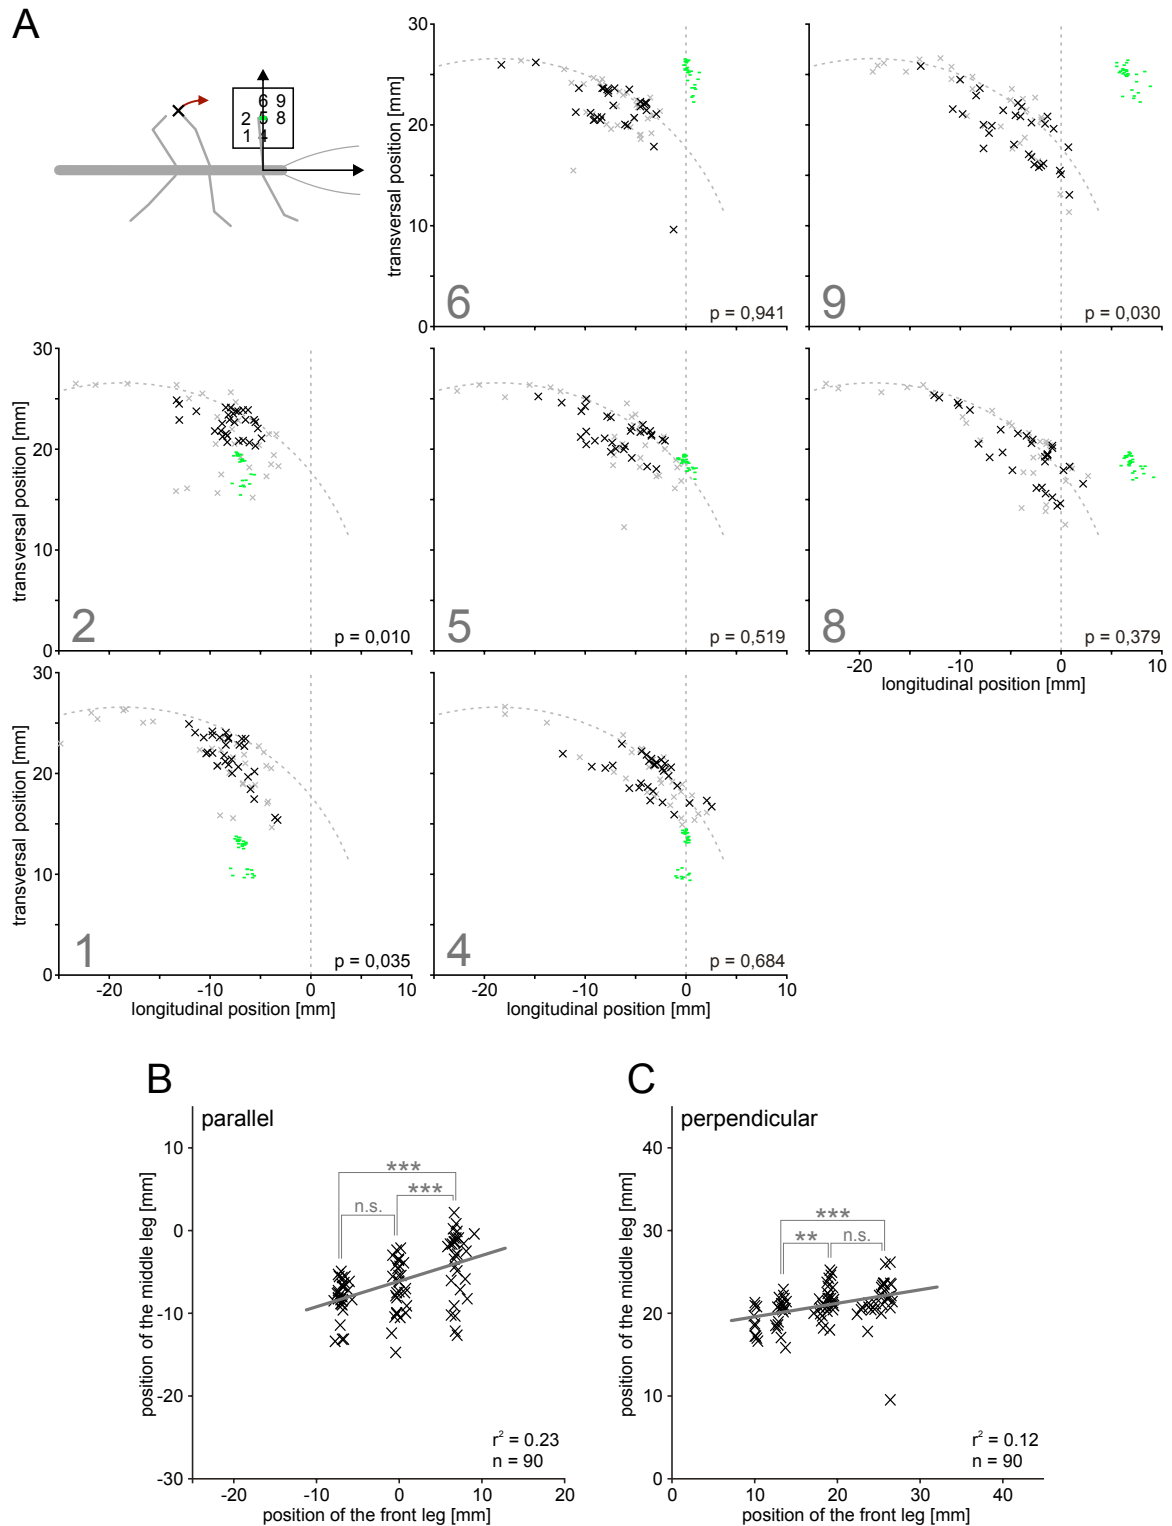 A
6 9
2 5 8
1 4
30
20
10
0
transversal position [mm]
6
p = 0,941
9
p = 0,030
30
20
10
0
transversal position [mm]
2
p = 0,010
5
p = 0,519
8
p = 0,379
-20 -10 0 10
longitudinal position [mm]
30
20
10
0
transversal position [mm]
1
p = 0,035
-20 -10 0 10
longitudinal position [mm]
4
p = 0,684
-20 -10 0 10
longitudinal position [mm]
B
parallel
10
0
-10
-20
-30
position of the middle leg [mm]
***
***
n.s.
r² = 0.23
n = 90
-20 -10 0 10 20
position of the front leg [mm]
C
perpendicular
40
30
20
10
0
position of the middle leg [mm]
***
**
n.s.
r² = 0.12
n = 90
0 10 20 30 40
position of the front leg [mm]